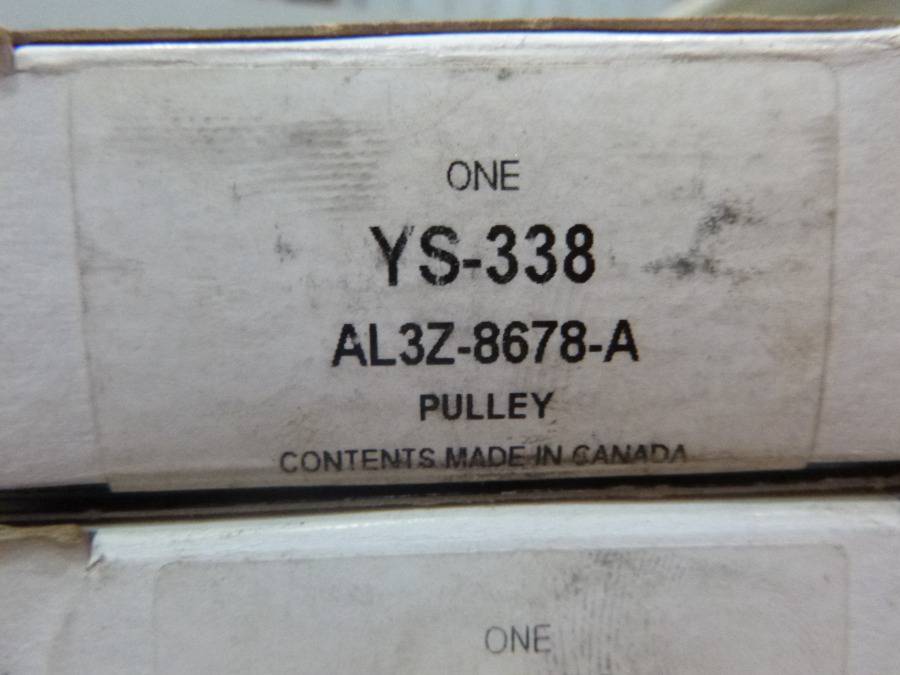 ONE
YS-338
AL3Z-8678-A
PULLEY
CONTENTS MADE IN CANADA
ONE